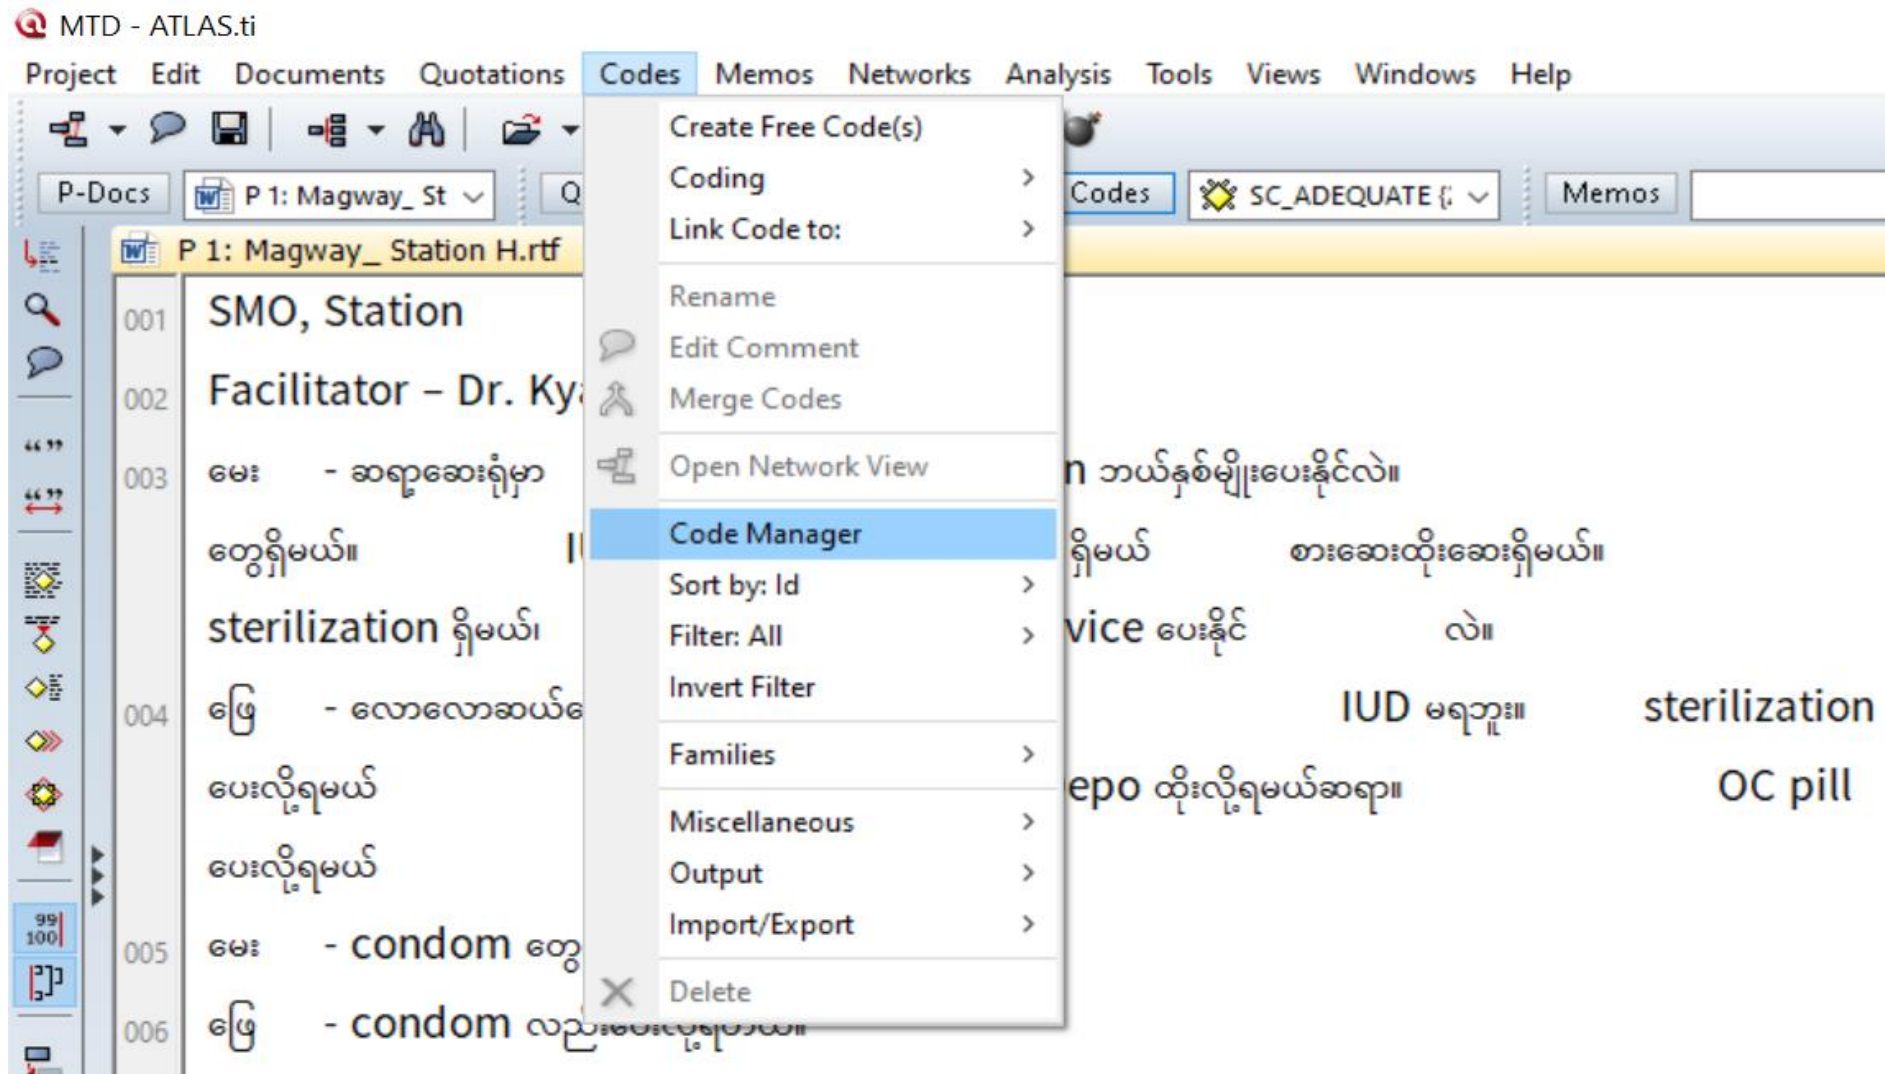 MTD - ATLAS.ti
Project Edit Documents Quotations Codes Memos Networks Analysis Tools Views Windows Help
P-Docs P 1: Magway_ St Codes SC_ADEQUATE {; Memos
P 1: Magway_ Station H.rtf
Create Free Code(s)
Coding
Link Code to:
Rename
Edit Comment
Merge Codes
Open Network View
Code Manager
Sort by: Id
Filter: All
Invert Filter
Families
Miscellaneous
Output
Import/Export
Delete
001 SMO, Station
002 Facilitator – Dr.
003 မေး - ဆရာ့ဆေးရုံမှာ ဘယ်နှစ်မျိုးပေးနိုင်လဲ။
တွေရှိမယ်။ ရှိမယ် စားဆေးထိုးဆေးရှိမယ်။
sterilization ရှိမယ်၊ vice ပေးနိုင် လဲ။
004 ဖြေ - လောလောဆယ် IUD မရဘူး။ sterilization
ပေးလို့ရမယ် epo ထိုးလို့ရမယ်ဆရာ။ OC pill
ပေးလို့ရမယ်
005 မေး - condom တွေ
006 ဖြေ - condom
99
100